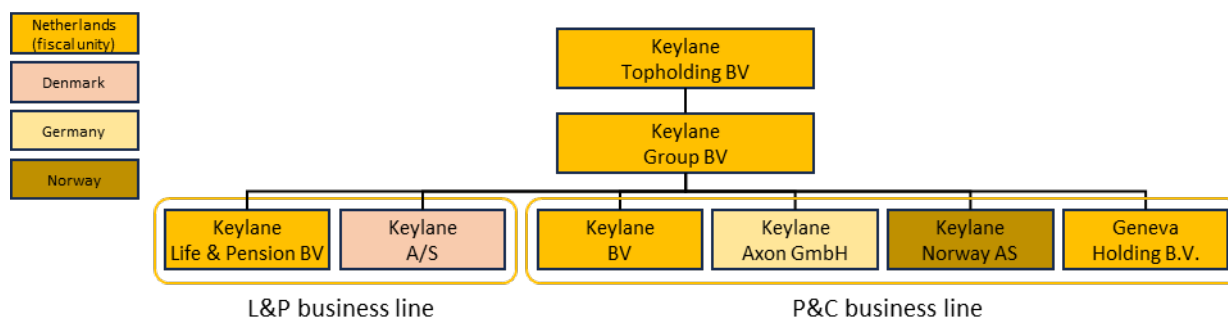 Netherlands
(fiscal unity)
Denmark
Germany
Norway
Keylane
Topholding BV
Keylane
Group BV
Keylane
Life & Pension BV
Keylane
A/S
Keylane
BV
Keylane
Axon GmbH
Keylane
Norway AS
Geneva
Holding B.V.
L&P business line
P&C business line